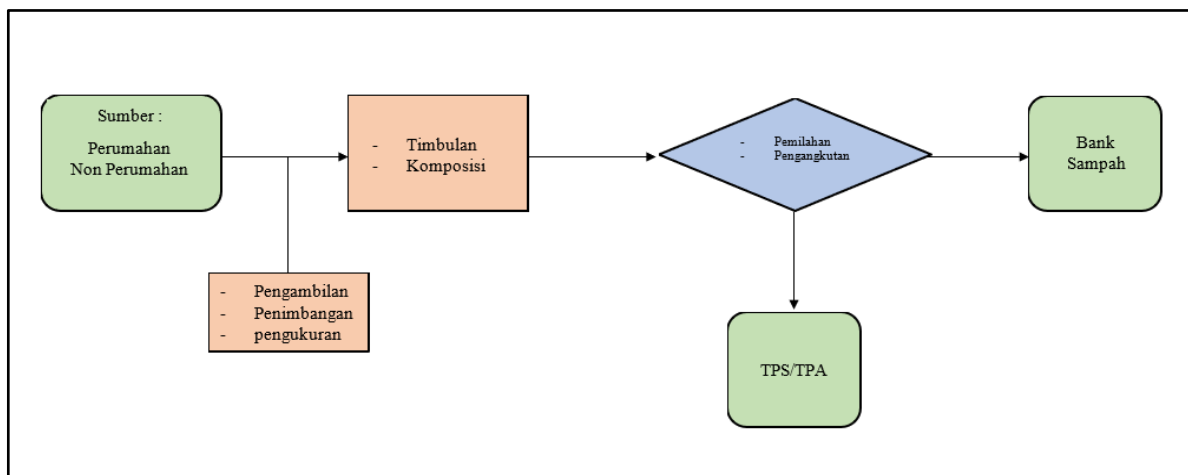 Sumber :
Perumahan
Non Perumahan
- Timbulan
- Komposisi
- Pemilahan
- Pengangkutan
Bank
Sampah
- Pengambilan
- Penimbangan
- pengukuran
TPS/TPA